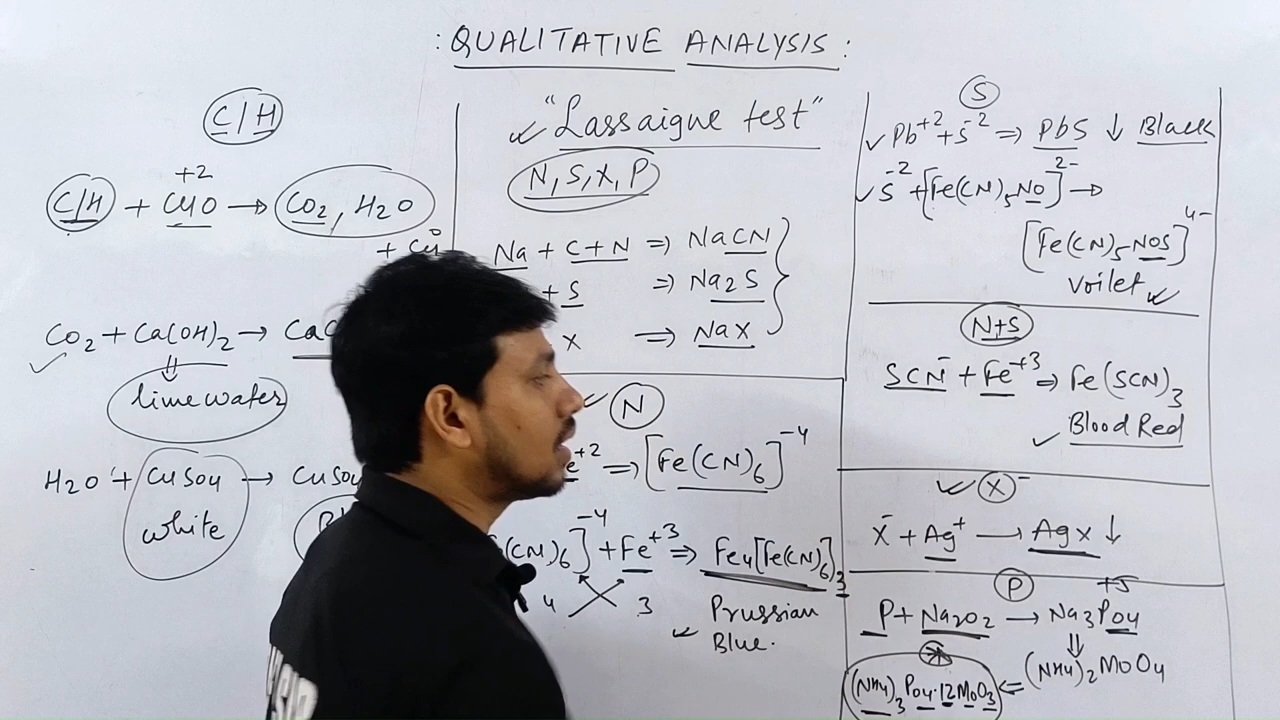 : QUALITATIVE ANALYSIS :
C/H
+2
C/H + CuO → CO2, H2O
+ Cu°
CO2 + Ca(OH)2 → CaC
lime water
H2O + CuSO4 → CuSO4
white
"Lassaigne test"
N, S, X, P
Na + C+N ⇒ NaCN
+ S ⇒ Na2S
X ⇒ NaX
N
e+2 ⇒ [Fe(CN)6]-4
(CN)6]-4 + Fe+3 ⇒ Fe4[Fe(CN)6]3
4 3 Prussian
Blue.
S
Pb+2 + S-2 ⇒ PbS ↓ Black
S-2 + [Fe(CN)5NO]2- →
[Fe(CN)5NOS]4-
Voilet
N+S
SCN- + Fe+3 ⇒ Fe(SCN)3
Blood Red
X-
X- + Ag+ → AgX ↓
P
+5
P + Na2O2 → Na3PO4
⇓
(NH4)3PO4·12MoO3 ⇐ (NH4)2MoO4